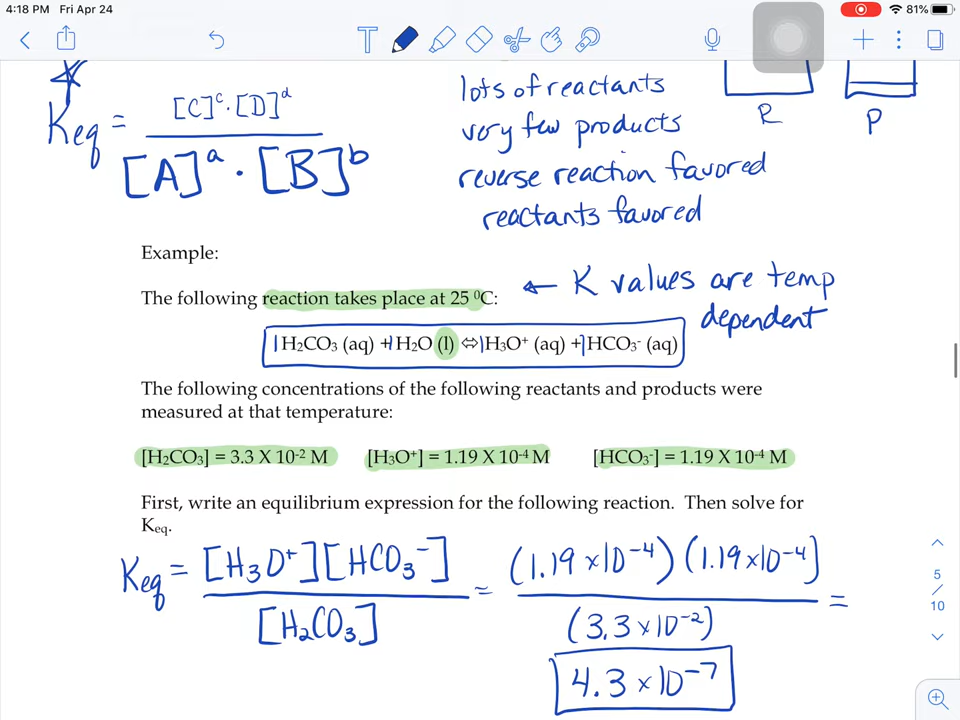 4:18 PM Fri Apr 24
81%
T
Keq = [C]ᶜ·[D]ᵈ
[A]ᵃ · [B]ᵇ
lots of reactants
very few products
reverse reaction favored
reactants favored
R
P
Example:
The following reaction takes place at 25 ⁰C:
← K values are temp
dependent
1H₂CO₃ (aq) + 1H₂O (l) ⇔ 1H₃O⁺ (aq) + 1HCO₃⁻ (aq)
The following concentrations of the following reactants and products were
measured at that temperature:
[H₂CO₃] = 3.3 X 10⁻² M [H₃O⁺] = 1.19 X 10⁻⁴ M [HCO₃⁻] = 1.19 X 10⁻⁴ M
First, write an equilibrium expression for the following reaction. Then solve for
Keq.
Keq = [H₃O⁺][HCO₃⁻] = (1.19 × 10⁻⁴)(1.19 × 10⁻⁴) =
[H₂CO₃] (3.3 × 10⁻²)
4.3 × 10⁻⁷
5
/
10